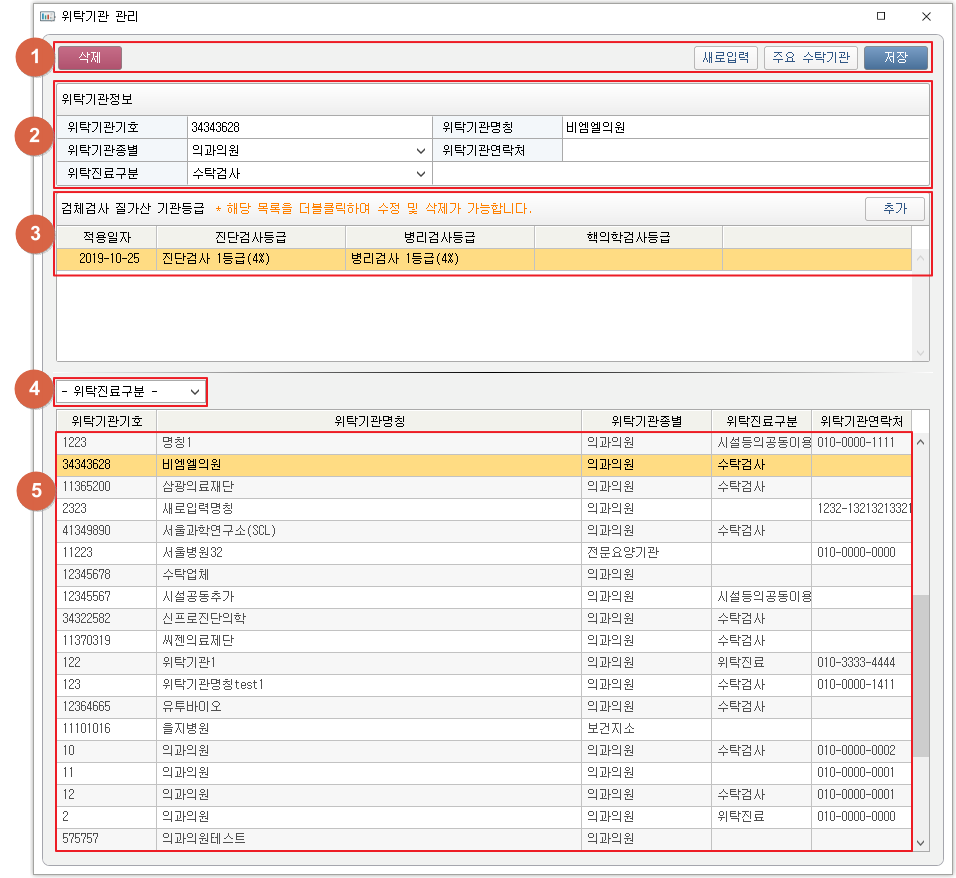 위탁기관 관리
1
삭제 새로입력 주요 수탁기관 저장
2
위탁기관정보
위탁기관기호 34343628 위탁기관명칭 비엠엘의원
위탁기관종별 의과의원 위탁기관연락처
위탁진료구분 수탁검사
3
검체검사 질가산 기관등급 * 해당 목록을 더블클릭하여 수정 및 삭제가 가능합니다. 추가
적용일자 진단검사등급 병리검사등급 핵의학검사등급
2019-10-25 진단검사 1등급(4%) 병리검사 1등급(4%)
4
- 위탁진료구분 -
위탁기관기호 위탁기관명칭 위탁기관종별 위탁진료구분 위탁기관연락처
5
1223 명칭1 의과의원 시설등의공동이용 010-0000-1111
34343628 비엠엘의원 의과의원 수탁검사
11365200 삼광의료재단 의과의원 수탁검사
2323 새로입력명칭 의과의원 1232-13213213321
41349890 서울과학연구소(SCL) 의과의원 수탁검사
11223 서울병원32 전문요양기관 010-0000-0000
12345678 수탁업체 의과의원
12345567 시설공동추가 의과의원 시설등의공동이용
34322582 신프로진단의학 의과의원 수탁검사
11370319 씨젠의료제단 의과의원 수탁검사
122 위탁기관1 의과의원 위탁진료 010-3333-4444
123 위탁기관명칭test1 의과의원 수탁검사 010-0000-1411
12364665 유투바이오 의과의원 수탁검사
11101016 을지병원 보건지소
10 의과의원 의과의원 수탁검사 010-0000-0002
11 의과의원 의과의원 010-0000-0001
12 의과의원 의과의원 수탁검사 010-0000-0001
2 의과의원 의과의원 위탁진료 010-0000-0000
575757 의과의원테스트 의과의원